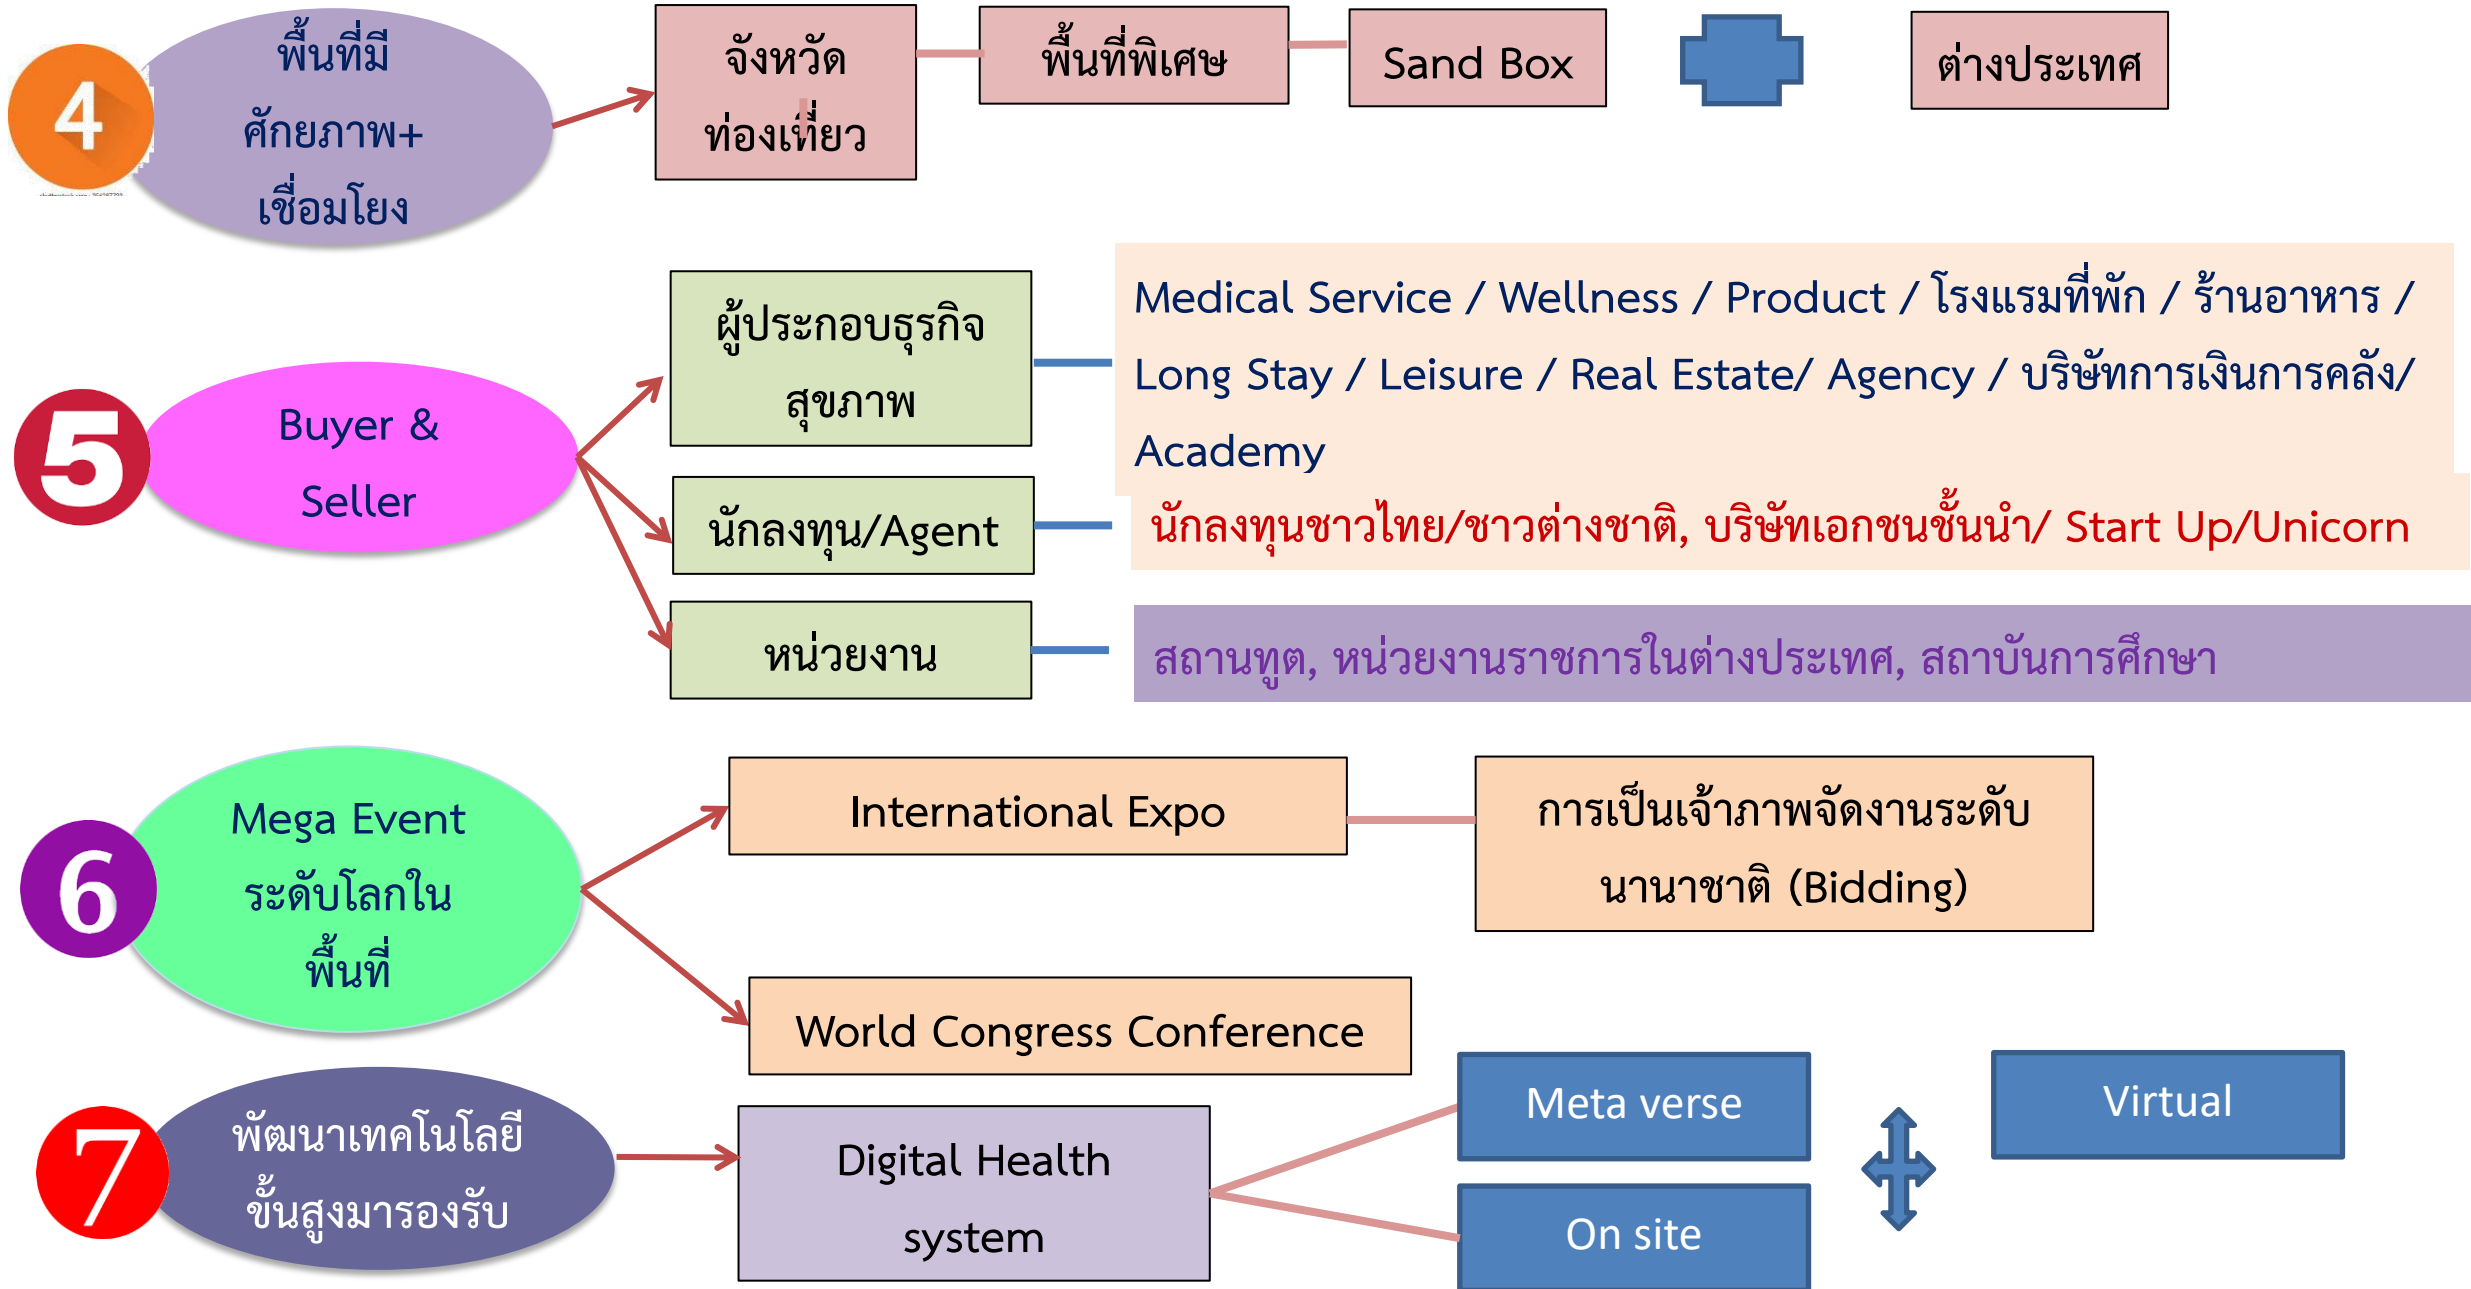 4
พื้นที่มี
ศักยภาพ+
เชื่อมโยง
จังหวัด
ท่องเที่ยว
พื้นที่พิเศษ
Sand Box
ต่างประเทศ
5
Buyer &
Seller
ผู้ประกอบธุรกิจ
สุขภาพ
Medical Service / Wellness / Product / โรงแรมที่พัก / ร้านอาหาร /
Long Stay / Leisure / Real Estate/ Agency / บริษัทการเงินการคลัง/
Academy
นักลงทุน/Agent
นักลงทุนชาวไทย/ชาวต่างชาติ, บริษัทเอกชนชั้นนำ/ Start Up/Unicorn
หน่วยงาน
สถานทูต, หน่วยงานราชการในต่างประเทศ, สถาบันการศึกษา
6
Mega Event
ระดับโลกใน
พื้นที่
International Expo
การเป็นเจ้าภาพจัดงานระดับ
นานาชาติ (Bidding)
World Congress Conference
7
พัฒนาเทคโนโลยี
ขั้นสูงมารองรับ
Digital Health
system
Meta verse
On site
Virtual